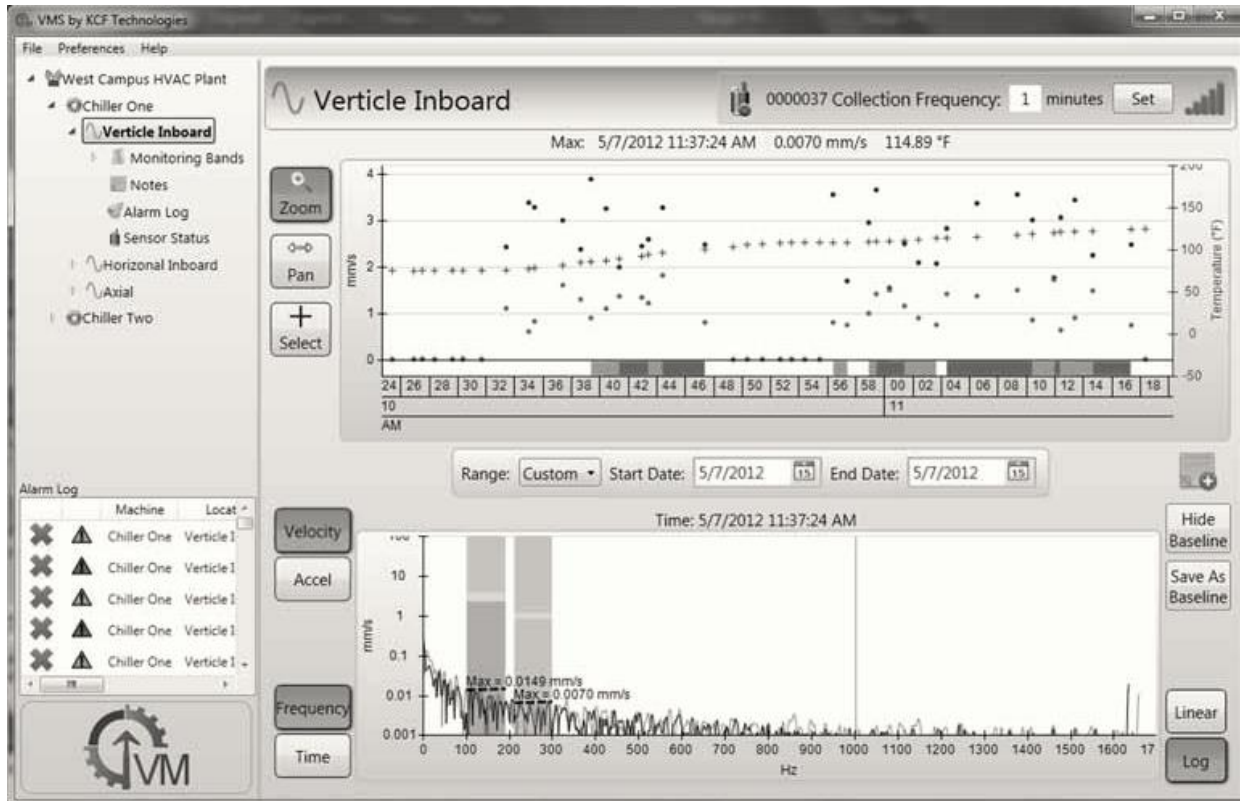 VMS by KCF Technologies
File Preferences Help
West Campus HVAC Plant
Chiller One
Verticle Inboard
Monitoring Bands
Notes
Alarm Log
Sensor Status
Horizonal Inboard
Axial
Chiller Two
Verticle Inboard
0000037 Collection Frequency: 1 minutes Set
Max: 5/7/2012 11:37:24 AM 0.0070 mm/s 114.89 °F
Zoom
Pan
Select
4
3
2
1
0
mm/s
200
150
100
50
0
-50
Temperature (°F)
24 26 28 30 32 34 36 38 40 42 44 46 48 50 52 54 56 58 00 02 04 06 08 10 12 14 16 18
10 11
AM
Range: Custom Start Date: 5/7/2012 15 End Date: 5/7/2012 15
Alarm Log
Machine Locat
Chiller One Verticle I
Chiller One Verticle I
Chiller One Verticle I
Chiller One Verticle I
Chiller One Verticle I
VM
Velocity
Accel
Frequency
Time
Time: 5/7/2012 11:37:24 AM
100
10
1
0.1
0.01
0.001
mm/s
Max = 0.0149 mm/s
Max = 0.0070 mm/s
0 100 200 300 400 500 600 700 800 900 1000 1100 1200 1300 1400 1500 1600 17
Hz
Hide Baseline
Save As Baseline
Linear
Log